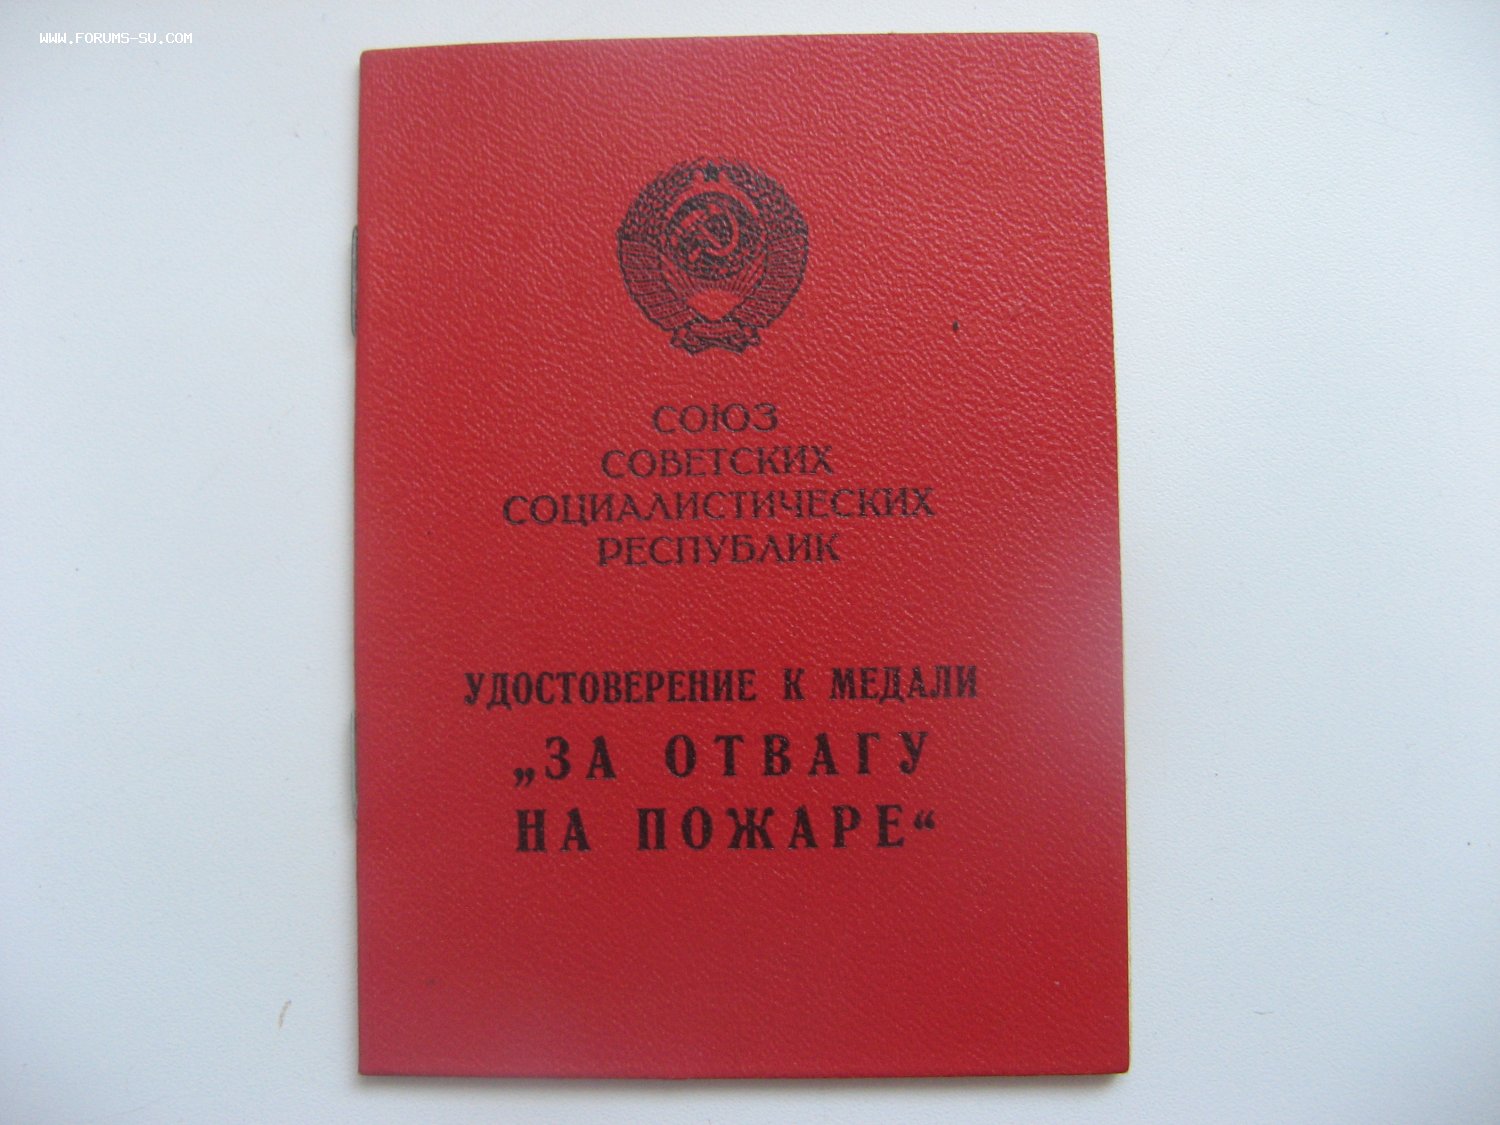 WWW.FORUMS-SU.COM
СОЮЗ
СОВЕТСКИХ
СОЦИАЛИСТИЧЕСКИХ
РЕСПУБЛИК
УДОСТОВЕРЕНИЕ К МЕДАЛИ
„ЗА ОТВАГУ
НА ПОЖАРЕ“